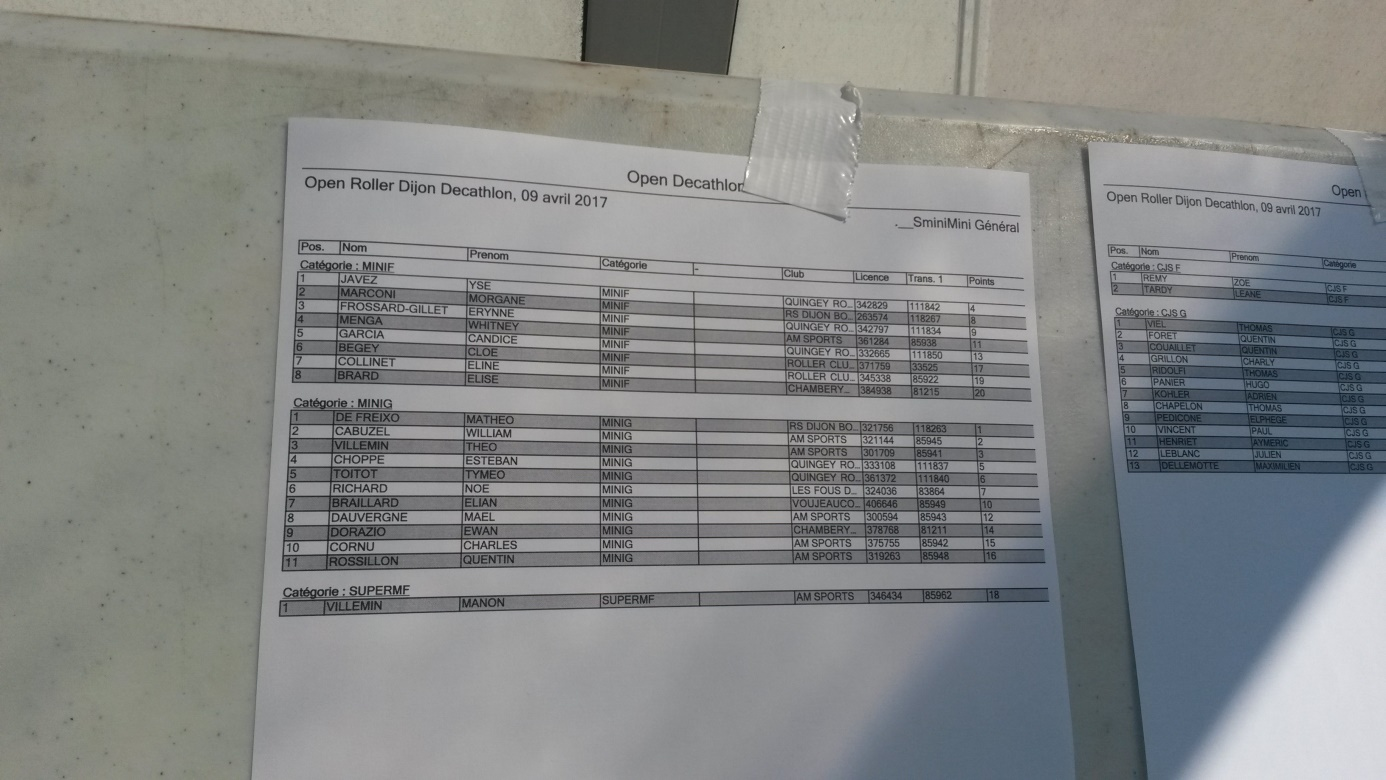 Open Decathlon
Open Roller Dijon Decathlon, 09 avril 2017
.__SminiMini Général
Pos. Nom Prenom Catégorie - Club Licence Trans. 1 Points
Catégorie : MINIF
1 JAVEZ YSE MINIF QUINGEY RO... 342829 111842 4
2 MARCONI MORGANE MINIF RS DIJON BO... 263574 118267 8
3 FROSSARD-GILLET ERYNNE MINIF QUINGEY RO... 342797 111834 9
4 MENGA WHITNEY MINIF AM SPORTS 361284 85938 11
5 GARCIA CANDICE MINIF QUINGEY RO... 332665 111850 13
6 BEGEY CLOE MINIF ROLLER CLU... 371759 33525 17
7 COLLINET ELINE MINIF ROLLER CLU... 345338 85922 19
8 BRARD ELISE MINIF CHAMBERY... 384938 81215 20
Catégorie : MINIG
1 DE FREIXO MATHEO MINIG RS DIJON BO... 321756 118263 1
2 CABUZEL WILLIAM MINIG AM SPORTS 321144 85945 2
3 VILLEMIN THEO MINIG AM SPORTS 301709 85941 3
4 CHOPPE ESTEBAN MINIG QUINGEY RO... 333108 111837 5
5 TOITOT TYMEO MINIG QUINGEY RO... 361372 111840 6
6 RICHARD NOE MINIG LES FOUS D... 324036 83864 7
7 BRAILLARD ELIAN MINIG VOUJEAUCO... 406646 85949 10
8 DAUVERGNE MAEL MINIG AM SPORTS 300594 85943 12
9 DORAZIO EWAN MINIG CHAMBERY... 378768 81211 14
10 CORNU CHARLES MINIG AM SPORTS 375755 85942 15
11 ROSSILLON QUENTIN MINIG AM SPORTS 319263 85948 16
Catégorie : SUPERMF
1 VILLEMIN MANON SUPERMF AM SPORTS 346434 85962 18
Open
Open Roller Dijon Decathlon, 09 avril 2017
Pos. Nom Prenom Catégorie
Catégorie : CJS F
1 REMY ZOE CJS F
2 TARDY LEANE CJS F
Catégorie : CJS G
1 VIEL THOMAS CJS G
2 FORET QUENTIN CJS G
3 COUAILLET QUENTIN CJS G
4 GRILLON CHARLY CJS G
5 RIDOLFI THOMAS CJS G
6 PANIER HUGO CJS G
7 KOHLER ADRIEN CJS G
8 CHAPELON THOMAS CJS G
9 PEDICONE ELPHEGE CJS G
10 VINCENT PAUL CJS G
11 HENRIET AYMERIC CJS G
12 LEBLANC JULIEN CJS G
13 DELLEMOTTE MAXIMILIEN CJS G